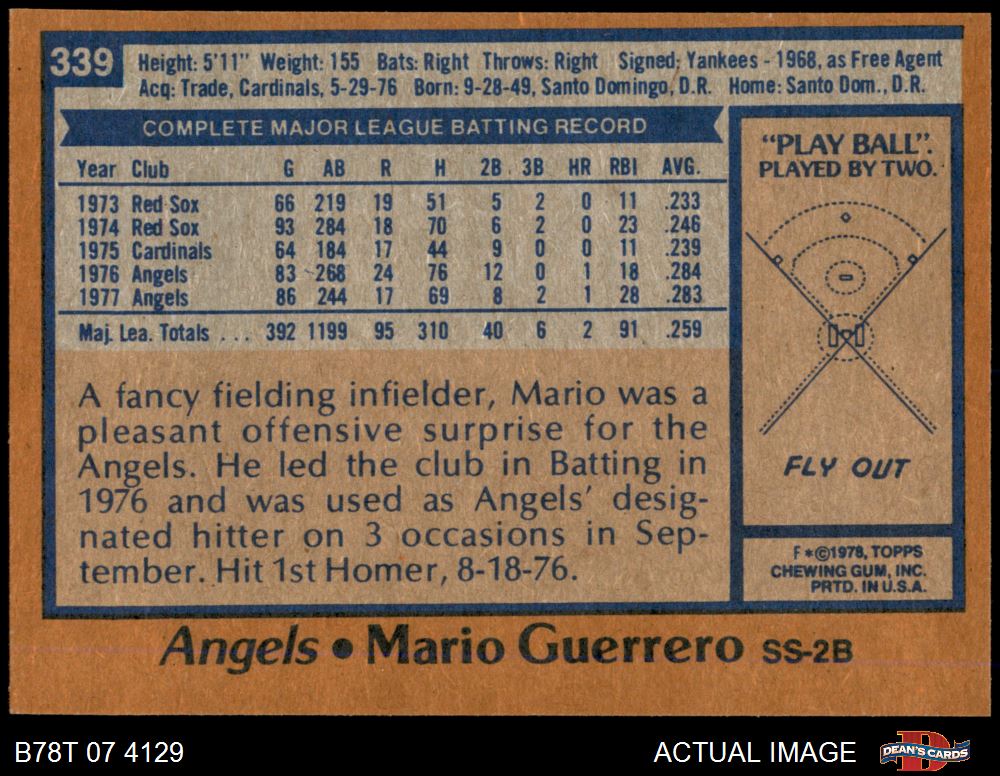 339
Height: 5'11" Weight: 155 Bats: Right Throws: Right Signed: Yankees - 1968, as Free Agent
Acq: Trade, Cardinals, 5-29-76 Born: 9-28-49, Santo Domingo, D.R. Home: Santo Dom., D.R.
COMPLETE MAJOR LEAGUE BATTING RECORD
Year Club G AB R H 2B 3B HR RBI AVG.
1973 Red Sox 66 219 19 51 5 2 0 11 .233
1974 Red Sox 93 284 18 70 6 2 0 23 .246
1975 Cardinals 64 184 17 44 9 0 0 11 .239
1976 Angels 83 268 24 76 12 0 1 18 .284
1977 Angels 86 244 17 69 8 2 1 28 .283
Maj. Lea. Totals . . . 392 1199 95 310 40 6 2 91 .259
A fancy fielding infielder, Mario was a
pleasant offensive surprise for the
Angels. He led the club in Batting in
1976 and was used as Angels' desig-
nated hitter on 3 occasions in Sep-
tember. Hit 1st Homer, 8-18-76.
"PLAY BALL".
PLAYED BY TWO.
FLY OUT
F*©1978, TOPPS
CHEWING GUM, INC.
PRTD. IN U.S.A.
Angels • Mario Guerrero SS-2B
B78T 07 4129
ACTUAL IMAGE
D
DEAN'S CARDS